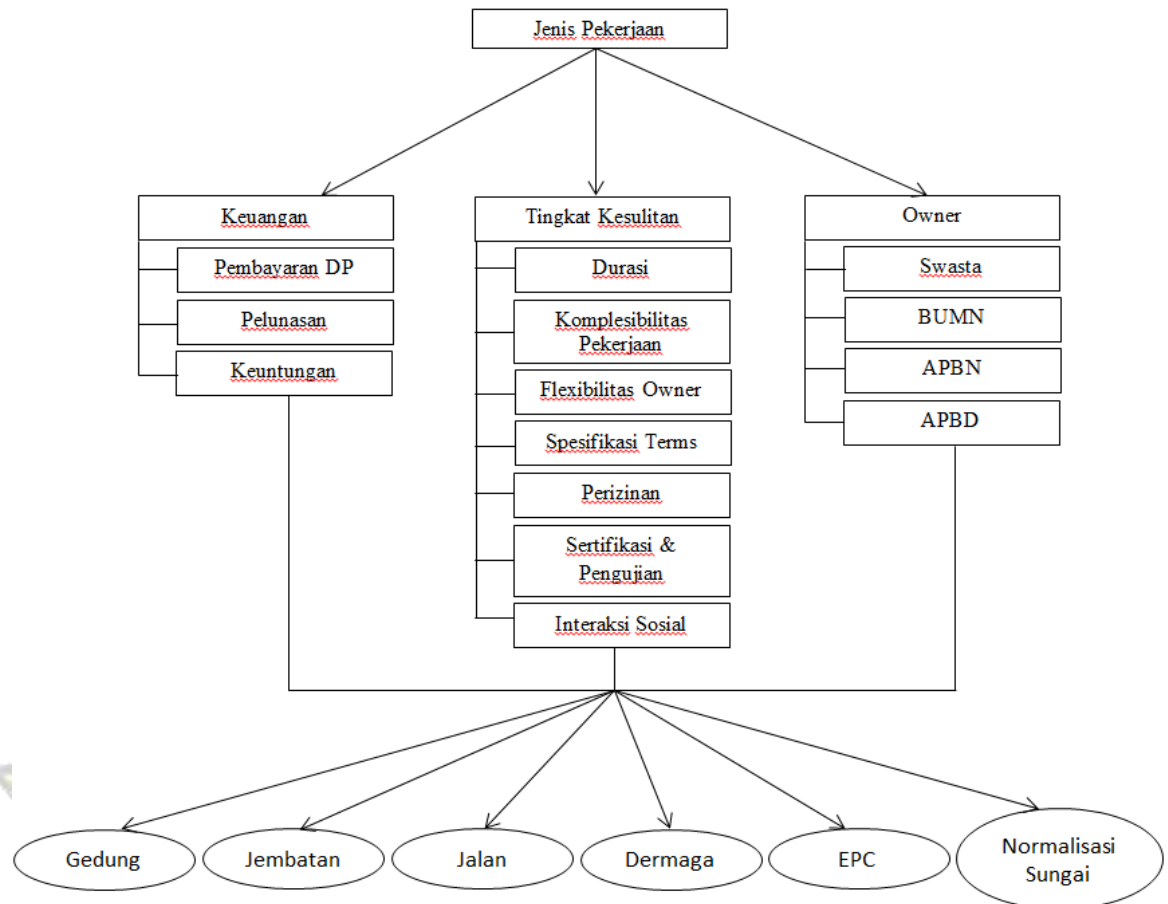 Jenis Pekerjaan
Keuangan
Pembayaran DP
Pelunasan
Keuntungan
Tingkat Kesulitan
Durasi
Komplesibilitas
Pekerjaan
Flexibilitas Owner
Spesifikasi Terms
Perizinan
Sertifikasi &
Pengujian
Interaksi Sosial
Owner
Swasta
BUMN
APBN
APBD
Gedung
Jembatan
Jalan
Dermaga
EPC
Normalisasi
Sungai